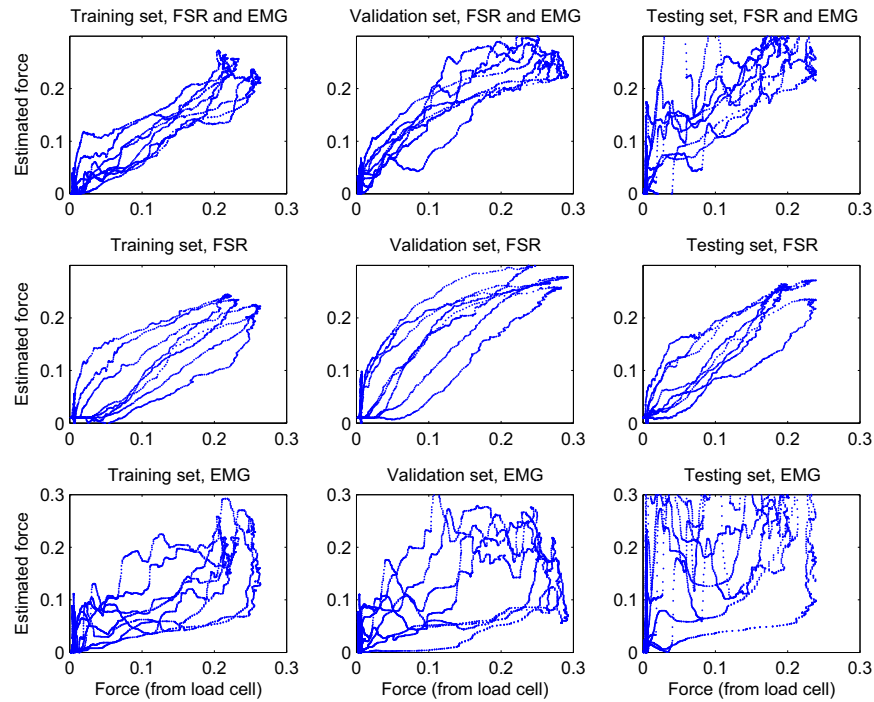 Training set, FSR and EMG
Validation set, FSR and EMG
Testing set, FSR and EMG
0.2
0.1
0
Estimated force
0 0.1 0.2 0.3
0.2
0.1
0
0 0.1 0.2 0.3
0.2
0.1
0
0 0.1 0.2 0.3
Training set, FSR
Validation set, FSR
Testing set, FSR
0.2
0.1
0
Estimated force
0 0.1 0.2 0.3
0.2
0.1
0
0 0.1 0.2 0.3
0.2
0.1
0
0 0.1 0.2 0.3
Training set, EMG
Validation set, EMG
Testing set, EMG
0.3
0.2
0.1
0
Estimated force
0 0.1 0.2 0.3
Force (from load cell)
0.3
0.2
0.1
0
0 0.1 0.2 0.3
Force (from load cell)
0.3
0.2
0.1
0
0 0.1 0.2 0.3
Force (from load cell)